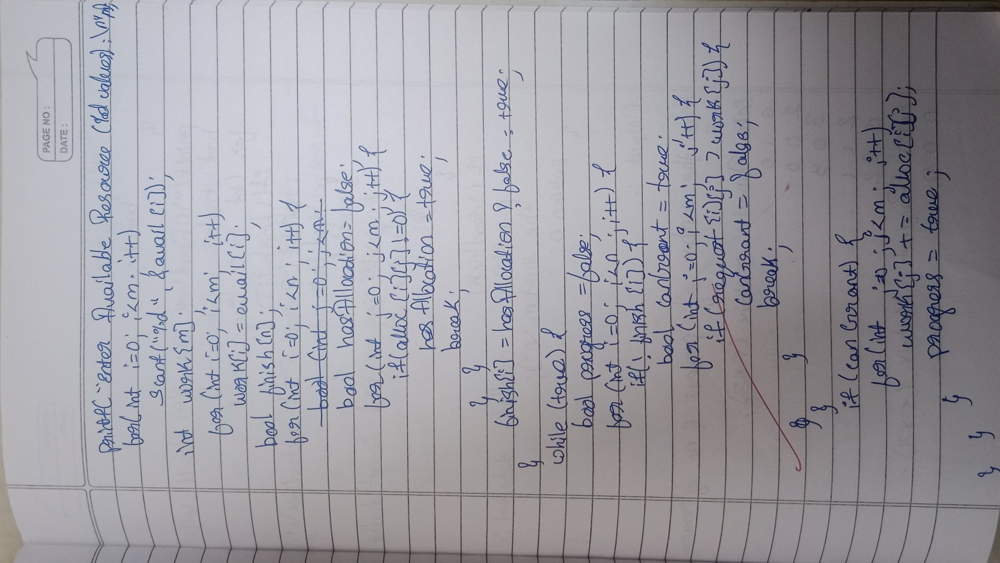 PAGE NO :
DATE :
printf("Enter Available Resource (%d values):\n",m);
for(int i=0; i<m; i++)
scanf("%d", &avail[i]);
int work[m];
for(int i=0; i<m; i++)
work[i] = avail[i];
bool finish[n];
for(int i=0; i<n; i++) {
bool (int j=0; j<n;
bool hasAllocation = false;
for(int j=0; j<m; j++) {
if(alloc[i][j] !=0) {
hasAllocation = true;
break;
}
}
finish[i] = hasAllocation ? false : true;
}
while(true) {
bool progress = false;
for(int i=0; i<n; i++) {
if(!finish[i]) {
bool canGrant = true;
for(int j=0; j<m; j++) {
if(request[i][j] > work[j]) {
canGrant = false;
break;
}
}
}
if(canGrant) {
for(int j=0; j<m; j++)
work[j] += alloc[i][j];
progress = true;
}
}
}